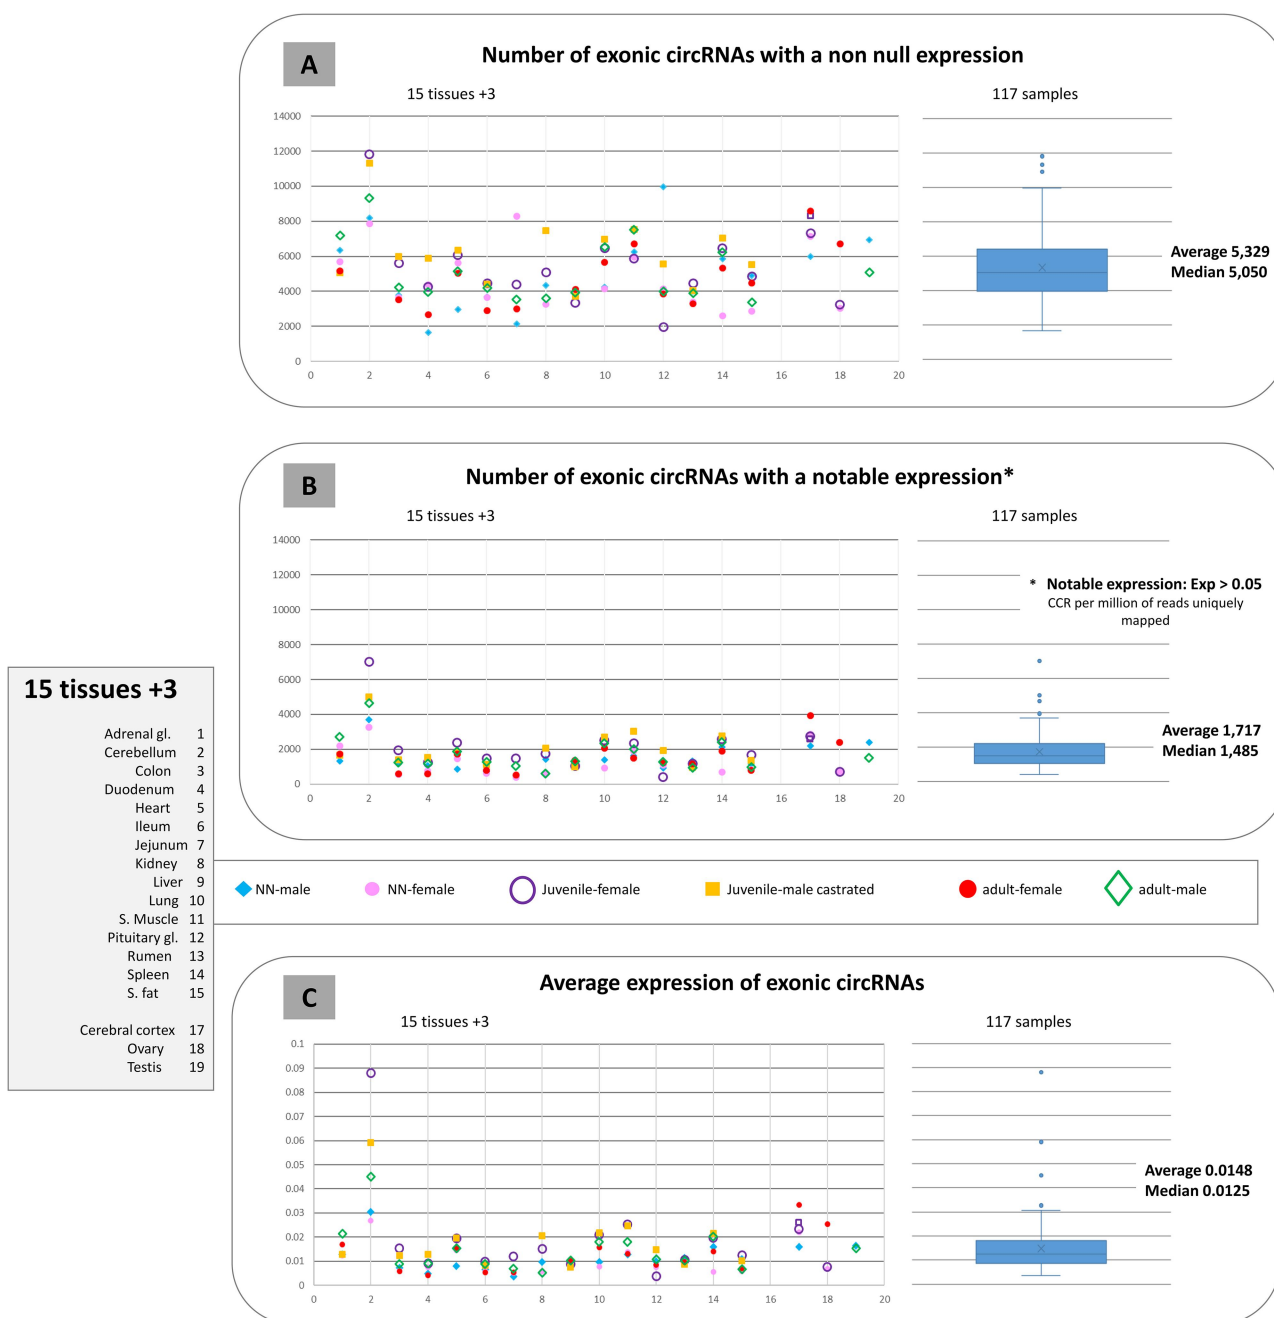 A
Number of exonic circRNAs with a non null expression
15 tissues +3
117 samples
14000
12000
10000
8000
6000
4000
2000
0
0 2 4 6 8 10 12 14 16 18 20
Average 5,329
Median 5,050
B
Number of exonic circRNAs with a notable expression*
15 tissues +3
117 samples
14000
12000
10000
8000
6000
4000
2000
0
0 2 4 6 8 10 12 14 16 18 20
* Notable expression: Exp > 0.05
CCR per million of reads uniquely
mapped
Average 1,717
Median 1,485
15 tissues +3
Adrenal gl. 1
Cerebellum 2
Colon 3
Duodenum 4
Heart 5
Ileum 6
Jejunum 7
Kidney 8
Liver 9
Lung 10
S. Muscle 11
Pituitary gl. 12
Rumen 13
Spleen 14
S. fat 15
Cerebral cortex 17
Ovary 18
Testis 19
NN-male NN-female Juvenile-female Juvenile-male castrated adult-female adult-male
C
Average expression of exonic circRNAs
15 tissues +3
117 samples
0.1
0.09
0.08
0.07
0.06
0.05
0.04
0.03
0.02
0.01
0
0 2 4 6 8 10 12 14 16 18 20
Average 0.0148
Median 0.0125